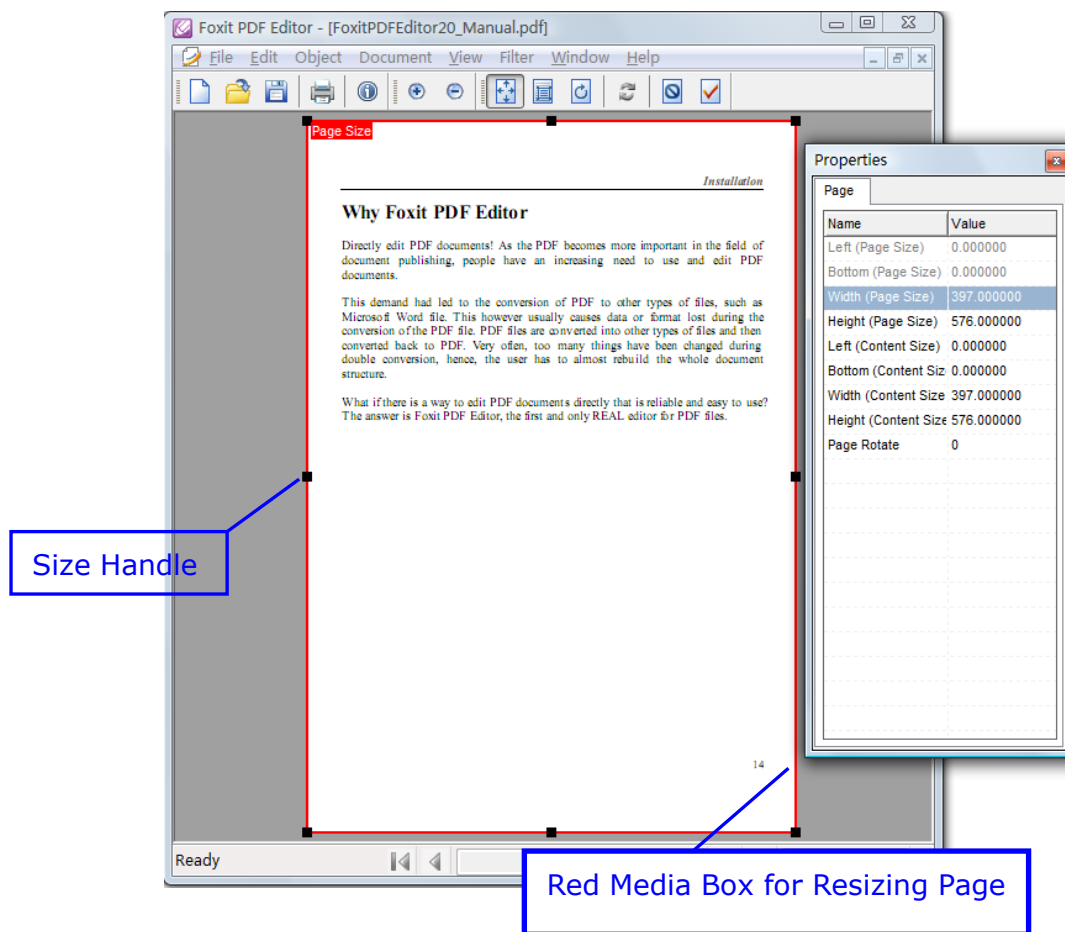 Foxit PDF Editor - [FoxitPDFEditor20_Manual.pdf]
File Edit Object Document View Filter Window Help
Page Size
Installation
Why Foxit PDF Editor
Directly edit PDF documents! As the PDF becomes more important in the field of
document publishing, people have an increasing need to use and edit PDF
documents.
This demand had led to the conversion of PDF to other types of files, such as
Microsoft Word file. This however usually causes data or format lost during the
conversion of the PDF file. PDF files are converted into other types of files and then
converted back to PDF. Very often, too many things have been changed during
double conversion, hence, the user has to almost rebuild the whole document
structure.
What if there is a way to edit PDF documents directly that is reliable and easy to use?
The answer is Foxit PDF Editor, the first and only REAL editor for PDF files.
14
Properties
Page
Name Value
Left (Page Size) 0.000000
Bottom (Page Size) 0.000000
Width (Page Size) 397.000000
Height (Page Size) 576.000000
Left (Content Size) 0.000000
Bottom (Content Siz 0.000000
Width (Content Size 397.000000
Height (Content Size 576.000000
Page Rotate 0
Size Handle
Ready
Red Media Box for Resizing Page